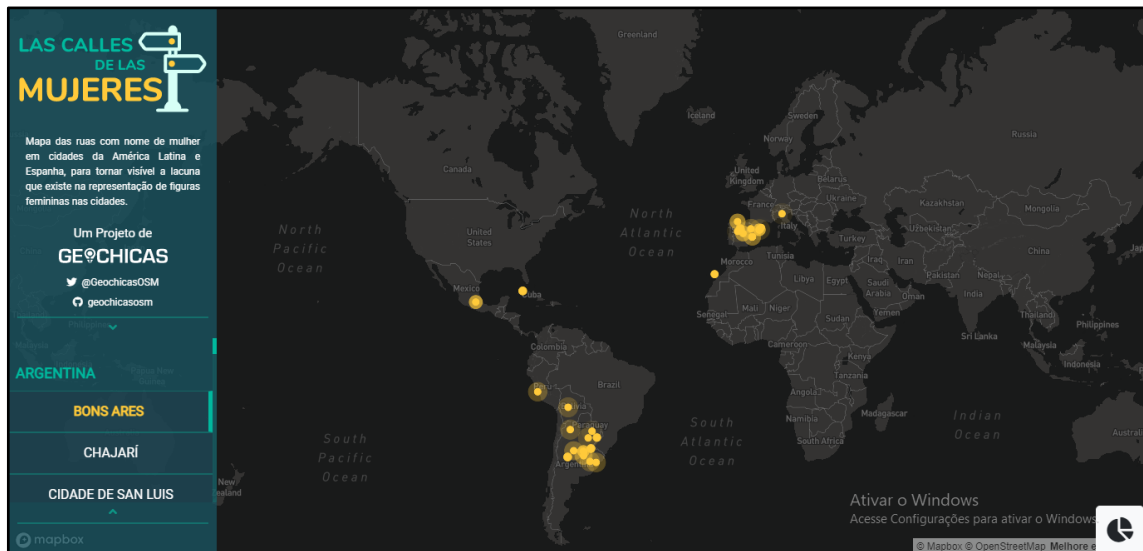 LAS CALLES
DE LAS
MUJERES
Mapa das ruas com nome de mulher
em cidades da América Latina e
Espanha, para tornar visível a lacuna
que existe na representação de figuras
femininas nas cidades.
Um Projeto de
GEOCHICAS
@GeochicasOSM
geochicasosm
ARGENTINA
BONS ARES
CHAJARÍ
CIDADE DE SAN LUIS
mapbox
Greenland
Iceland
Sweden
Norway
Russia
Canada
United
Kingdom
Belarus
Ukraine
France
Kazakhstan
Mongolia
Italy
Uzbekistan
North
Pacific
Ocean
United
States
North
Atlantic
Ocean
Turkey
China
Morocco
Tunisia
Iraq
Iran
Pakistan
Nepal
Libya
Egypt
Saudi
Arabia
Oman
India
Mexico
Cuba
Senegal
Mali
Niger
Sudan
Yemen
Thailand
Philippines
Sri Lanka
Malaysia
Cameroon
Kenya
Indonesia
Tanzania
Colombia
Peru
Brazil
Bolivia
Angola
Madagascar
Paraguay
Namibia
South Africa
South
Pacific
Ocean
South
Atlantic
Ocean
Indian
Ocean
Australi
Argenti
New
ealand
Ativar o Windows
Acesse Configurações para ativar o Windows
© Mapbox © OpenStreetMap Melhore e